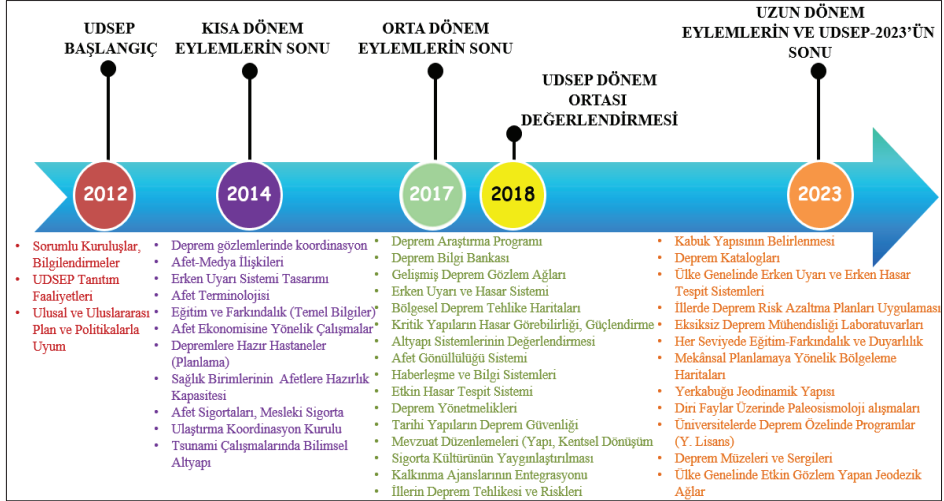 UDSEP
BAŞLANGIÇ
KISA DÖNEM
EYLEMLERİN SONU
ORTA DÖNEM
EYLEMLERİN SONU
UDSEP DÖNEM
ORTASI
DEĞERLENDİRMESİ
UZUN DÖNEM
EYLEMLERİN VE UDSEP-2023’ÜN
SONU
2012
2014
2017
2018
2023
• Sorumlu Kuruluşlar,
Bilgilendirmeler
• UDSEP Tanıtım
Faaliyetleri
• Ulusal ve Uluslararası
Plan ve Politikalarla
Uyum
• Deprem gözlemlerinde koordinasyon
• Afet-Medya İlişkileri
• Erken Uyarı Sistemi Tasarımı
• Afet Terminolojisi
• Eğitim ve Farkındalık (Temel Bilgiler)
• Afet Ekonomisine Yönelik Çalışmalar
• Depremlere Hazır Hastaneler
(Planlama)
• Sağlık Birimlerinin Afetlere Hazırlık
Kapasitesi
• Afet Sigortaları, Mesleki Sigorta
• Ulaştırma Koordinasyon Kurulu
• Tsunami Çalışmalarında Bilimsel
Altyapı
• Deprem Araştırma Programı
• Deprem Bilgi Bankası
• Gelişmiş Deprem Gözlem Ağları
• Erken Uyarı ve Hasar Sistemi
• Bölgesel Deprem Tehlike Haritaları
• Kritik Yapıların Hasar Görebilirliği, Güçlendirme
• Altyapı Sistemlerinin Değerlendirmesi
• Afet Gönüllülüğü Sistemi
• Haberleşme ve Bilgi Sistemleri
• Etkin Hasar Tespit Sistemi
• Deprem Yönetmelikleri
• Tarihi Yapıların Deprem Güvenliği
• Mevzuat Düzenlemeleri (Yapı, Kentsel Dönüşüm
• Sigorta Kültürünün Yaygınlaştırılması
• Kalkınma Ajanslarının Entegrasyonu
• İllerin Deprem Tehlikesi ve Riskleri
• Kabuk Yapısının Belirlenmesi
• Deprem Katalogları
• Ülke Genelinde Erken Uyarı ve Erken Hasar
Tespit Sistemleri
• İllerde Deprem Risk Azaltma Planları Uygulaması
• Eksiksiz Deprem Mühendisliği Laboratuvarları
• Her Seviyede Eğitim-Farkındalık ve Duyarlılık
• Mekânsal Planlamaya Yönelik Bölgeleme
Haritaları
• Yerkabuğu Jeodinamik Yapısı
• Diri Faylar Üzerinde Paleosismoloji alışmaları
• Üniversitelerde Deprem Özelinde Programlar
(Y. Lisans)
• Deprem Müzeleri ve Sergileri
• Ülke Genelinde Etkin Gözlem Yapan Jeodezik
Ağlar